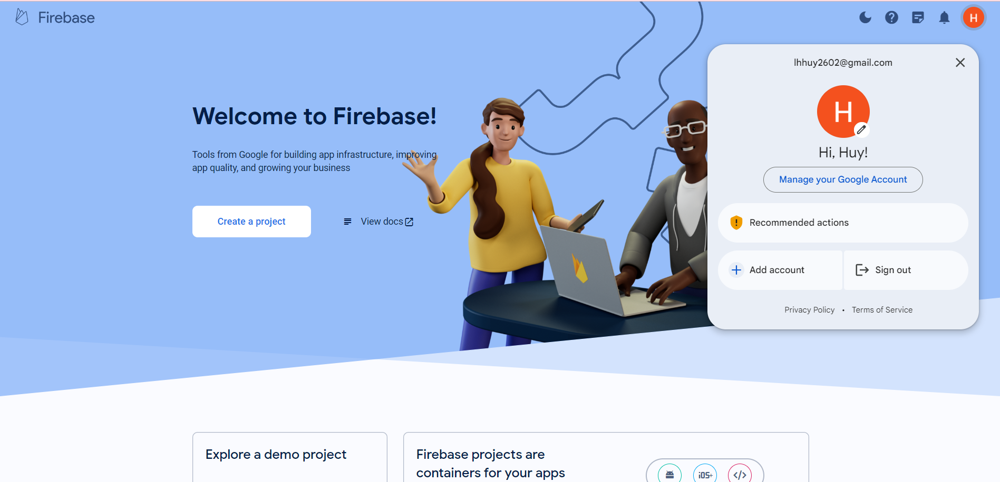 Firebase
H
lhhuy2602@gmail.com
H
Hi, Huy!
Manage your Google Account
Recommended actions
Add account
Sign out
Privacy Policy • Terms of Service
Welcome to Firebase!
Tools from Google for building app infrastructure, improving
app quality, and growing your business
Create a project
View docs
Explore a demo project
Firebase projects are
containers for your apps
iOS+